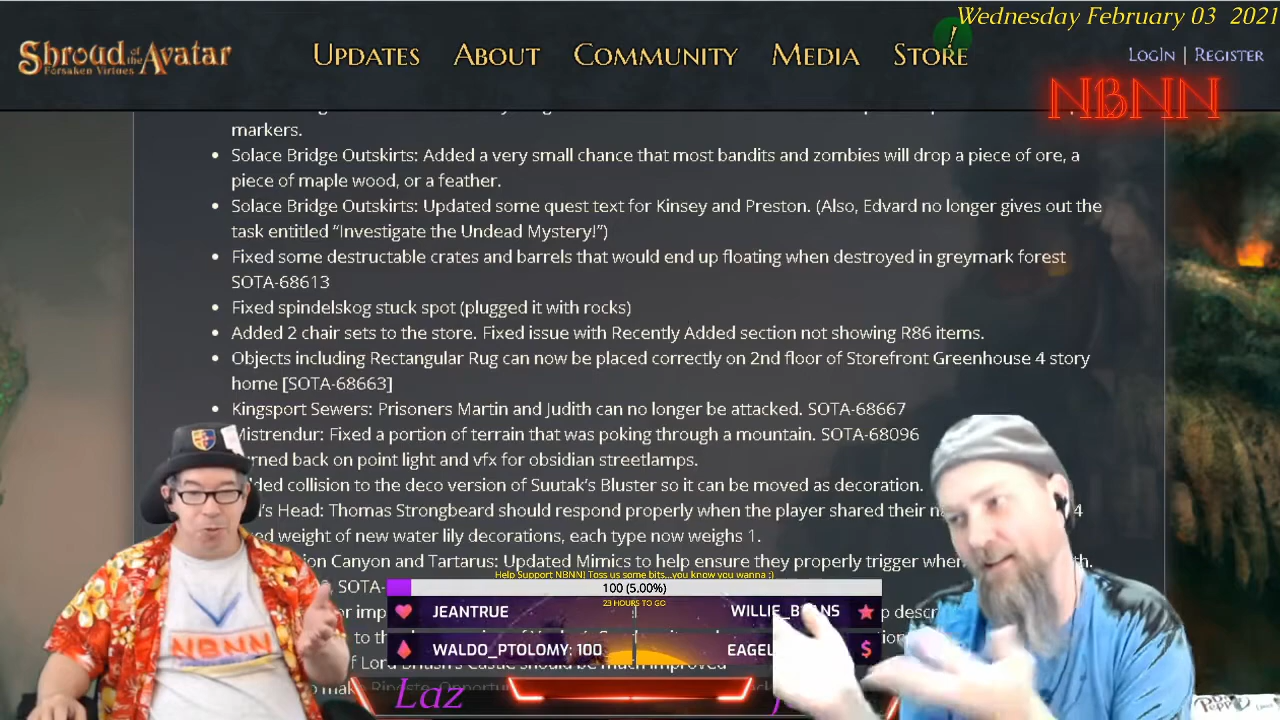 Wednesday February 03 2021
Shroud of the Avatar
Forsaken Virtues
Updates About Community Media Store
!
LogIn | Register
NBNN
markers.
Solace Bridge Outskirts: Added a very small chance that most bandits and zombies will drop a piece of ore, a
piece of maple wood, or a feather.
Solace Bridge Outskirts: Updated some quest text for Kinsey and Preston. (Also, Edvard no longer gives out the
task entitled “Investigate the Undead Mystery!”)
Fixed some destructable crates and barrels that would end up floating when destroyed in greymark forest
SOTA-68613
Fixed spindelskog stuck spot (plugged it with rocks)
Added 2 chair sets to the store. Fixed issue with Recently Added section not showing R86 items.
Objects including Rectangular Rug can now be placed correctly on 2nd floor of Storefront Greenhouse 4 story
home [SOTA-68663]
Kingsport Sewers: Prisoners Martin and Judith can no longer be attacked. SOTA-68667
Mistrendur: Fixed a portion of terrain that was poking through a mountain. SOTA-68096
back on point light and vfx for obsidian streetlamps.
collision to the deco version of Suutak’s Bluster so it can be moved as decoration.
Head: Thomas Strongbeard should respond properly when the player shared their 4
weight of new water lily decorations, each type now weighs 1.
Canyon and Tartarus: Updated Mimics to help ensure they properly trigger
SOTA-
Help Support NBNN! Toss us some bits...you know you wanna :)
100 (5.00%)
23 HOURS TO GO
JEANTRUE
WALDO_PTOLOMY: 100
of Lord British’s Castle should be much improved
NBNN
Laz